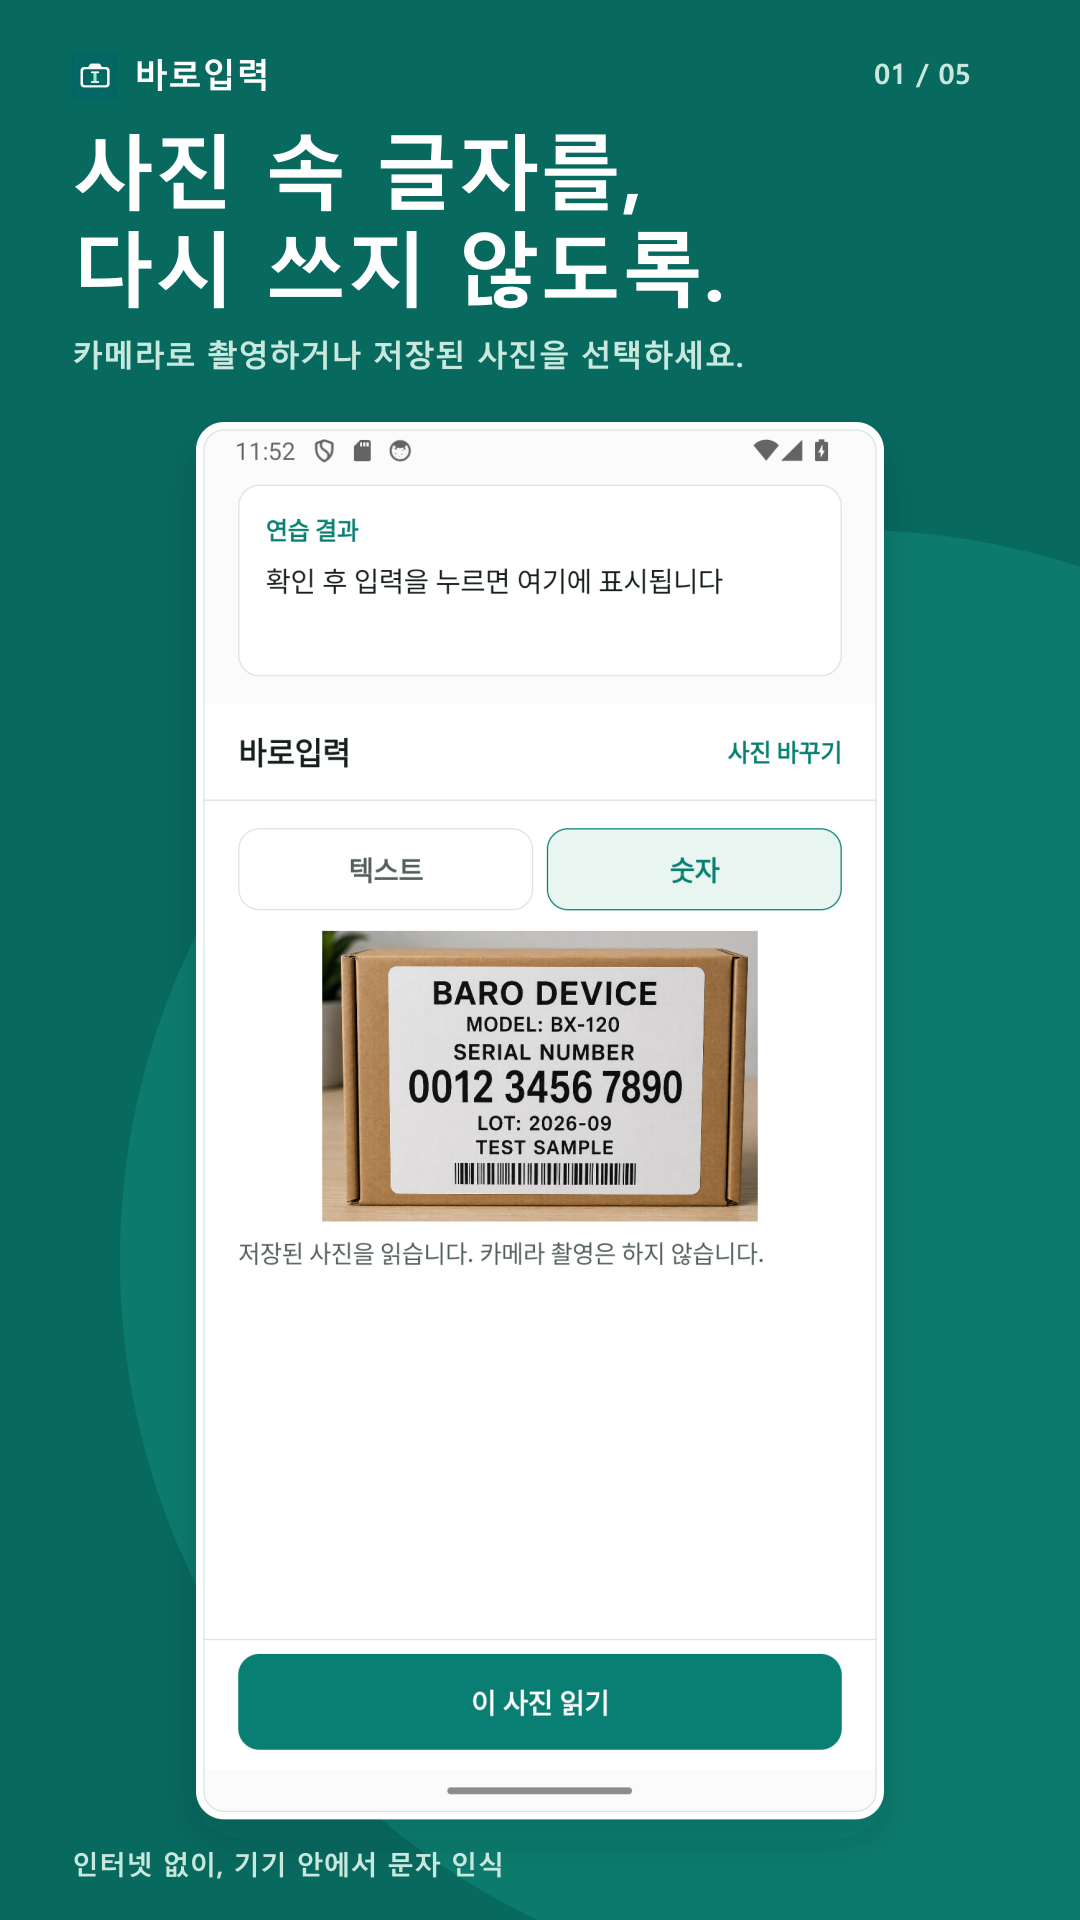 바로입력
01 / 05
사진 속 글자를,
다시 쓰지 않도록.
카메라로 촬영하거나 저장된 사진을 선택하세요.
11:52
연습 결과
확인 후 입력을 누르면 여기에 표시됩니다
바로입력
사진 바꾸기
텍스트
숫자
BARO DEVICE
MODEL: BX-120
SERIAL NUMBER
0012 3456 7890
LOT: 2026-09
TEST SAMPLE
저장된 사진을 읽습니다. 카메라 촬영은 하지 않습니다.
이 사진 읽기
인터넷 없이, 기기 안에서 문자 인식